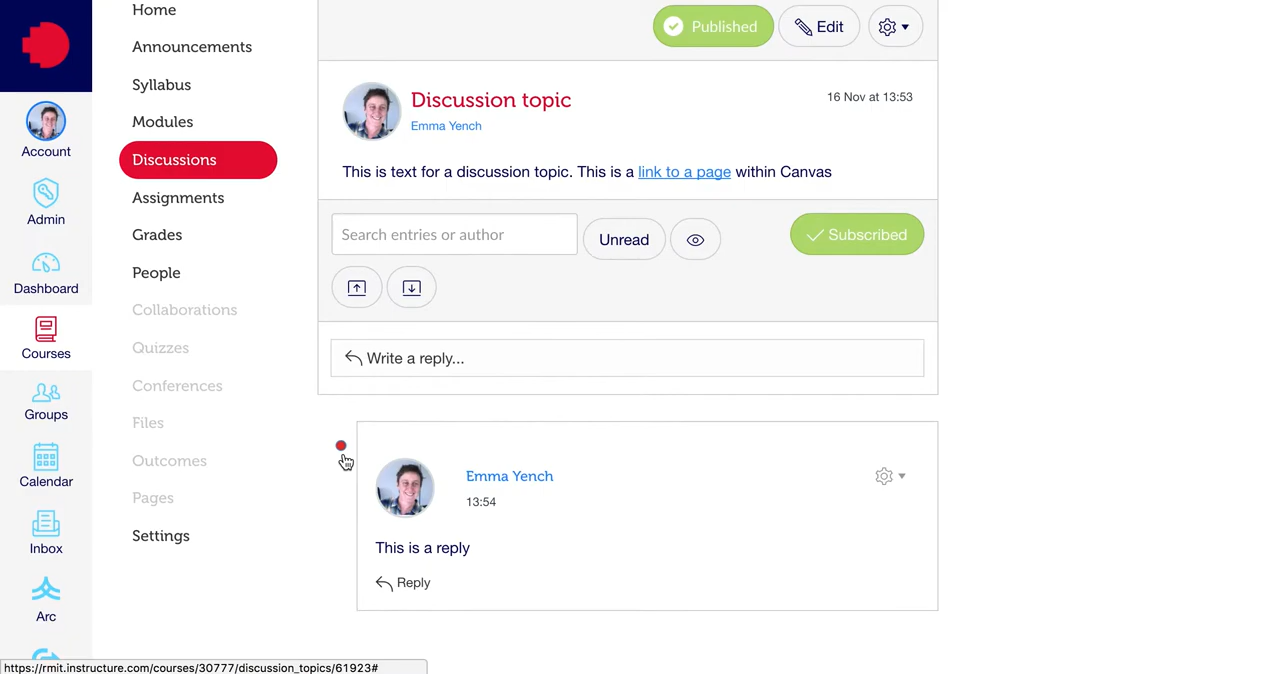 Account
Admin
Dashboard
Courses
Groups
Calendar
Inbox
Arc
Home
Announcements
Syllabus
Modules
Discussions
Assignments
Grades
People
Collaborations
Quizzes
Conferences
Files
Outcomes
Pages
Settings
Published Edit
Discussion topic 16 Nov at 13:53
Emma Yench
This is text for a discussion topic. This is a link to a page within Canvas
Search entries or author Unread Subscribed
Write a reply...
Emma Yench
13:54
This is a reply
Reply
https://rmit.instructure.com/courses/30777/discussion_topics/61923#